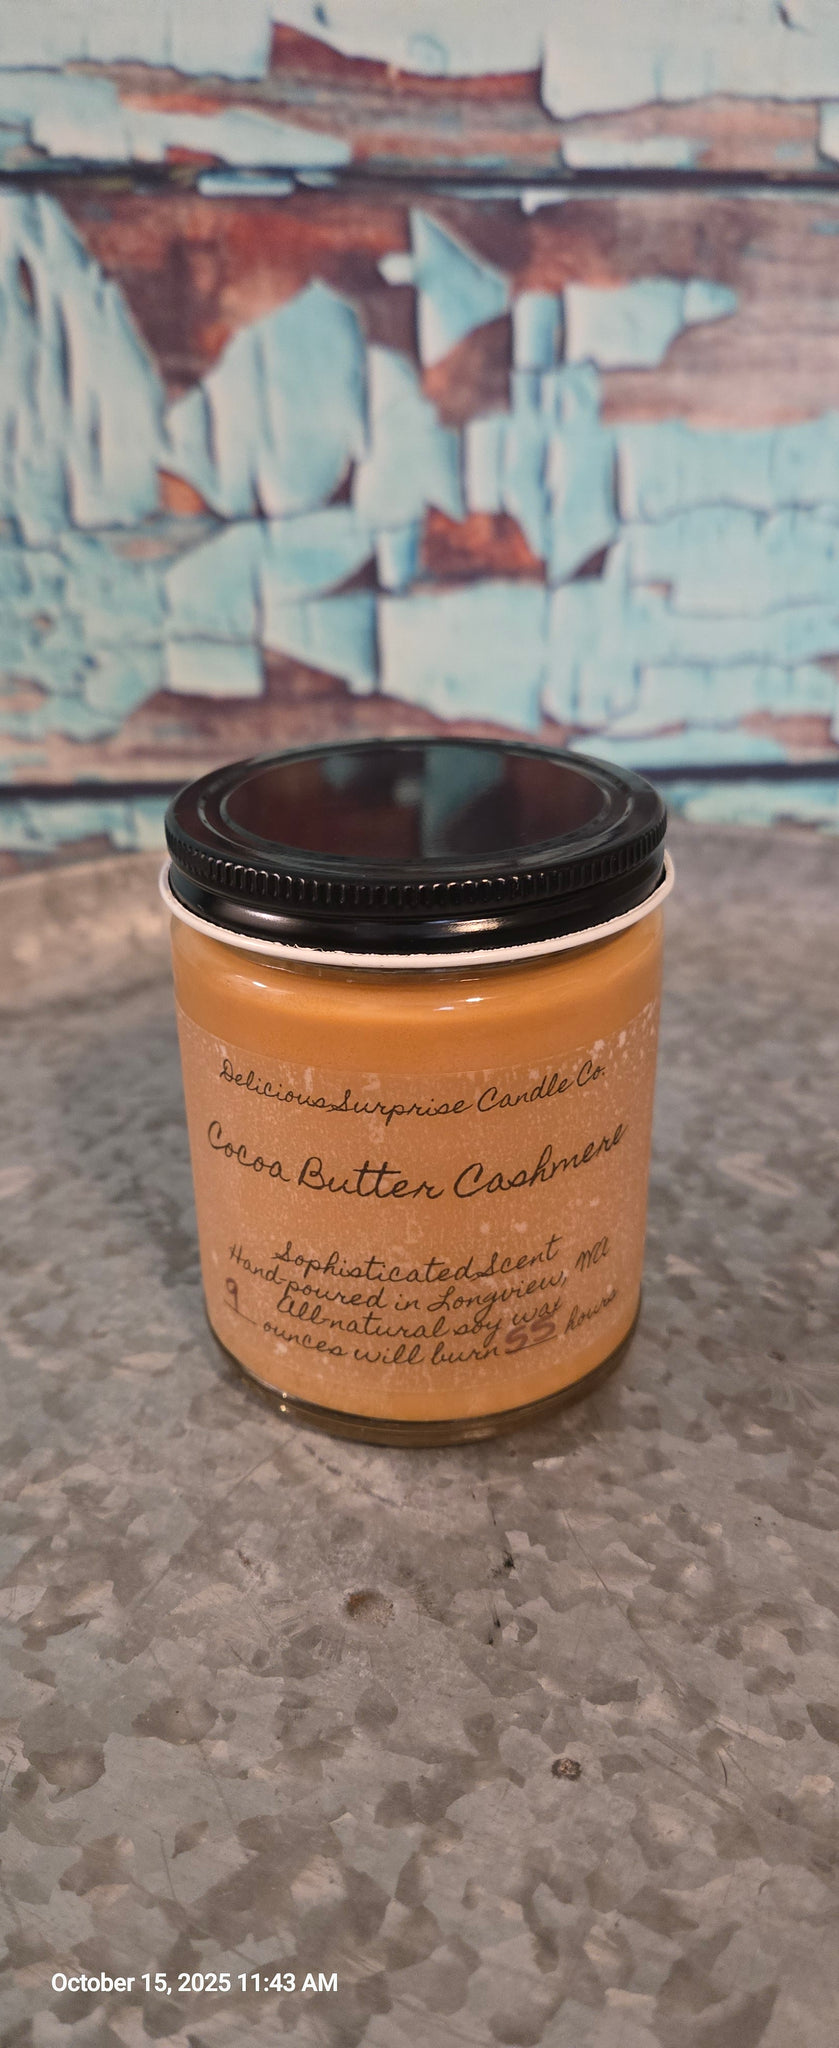 Delicious Surprise Candle Co.
Cocoa Butter Cashmere
Sophisticated Scent
Hand-poured in Longview, WA
All-natural soy wax
9 ounces will burn 55 hours
October 15, 2025 11:43 AM